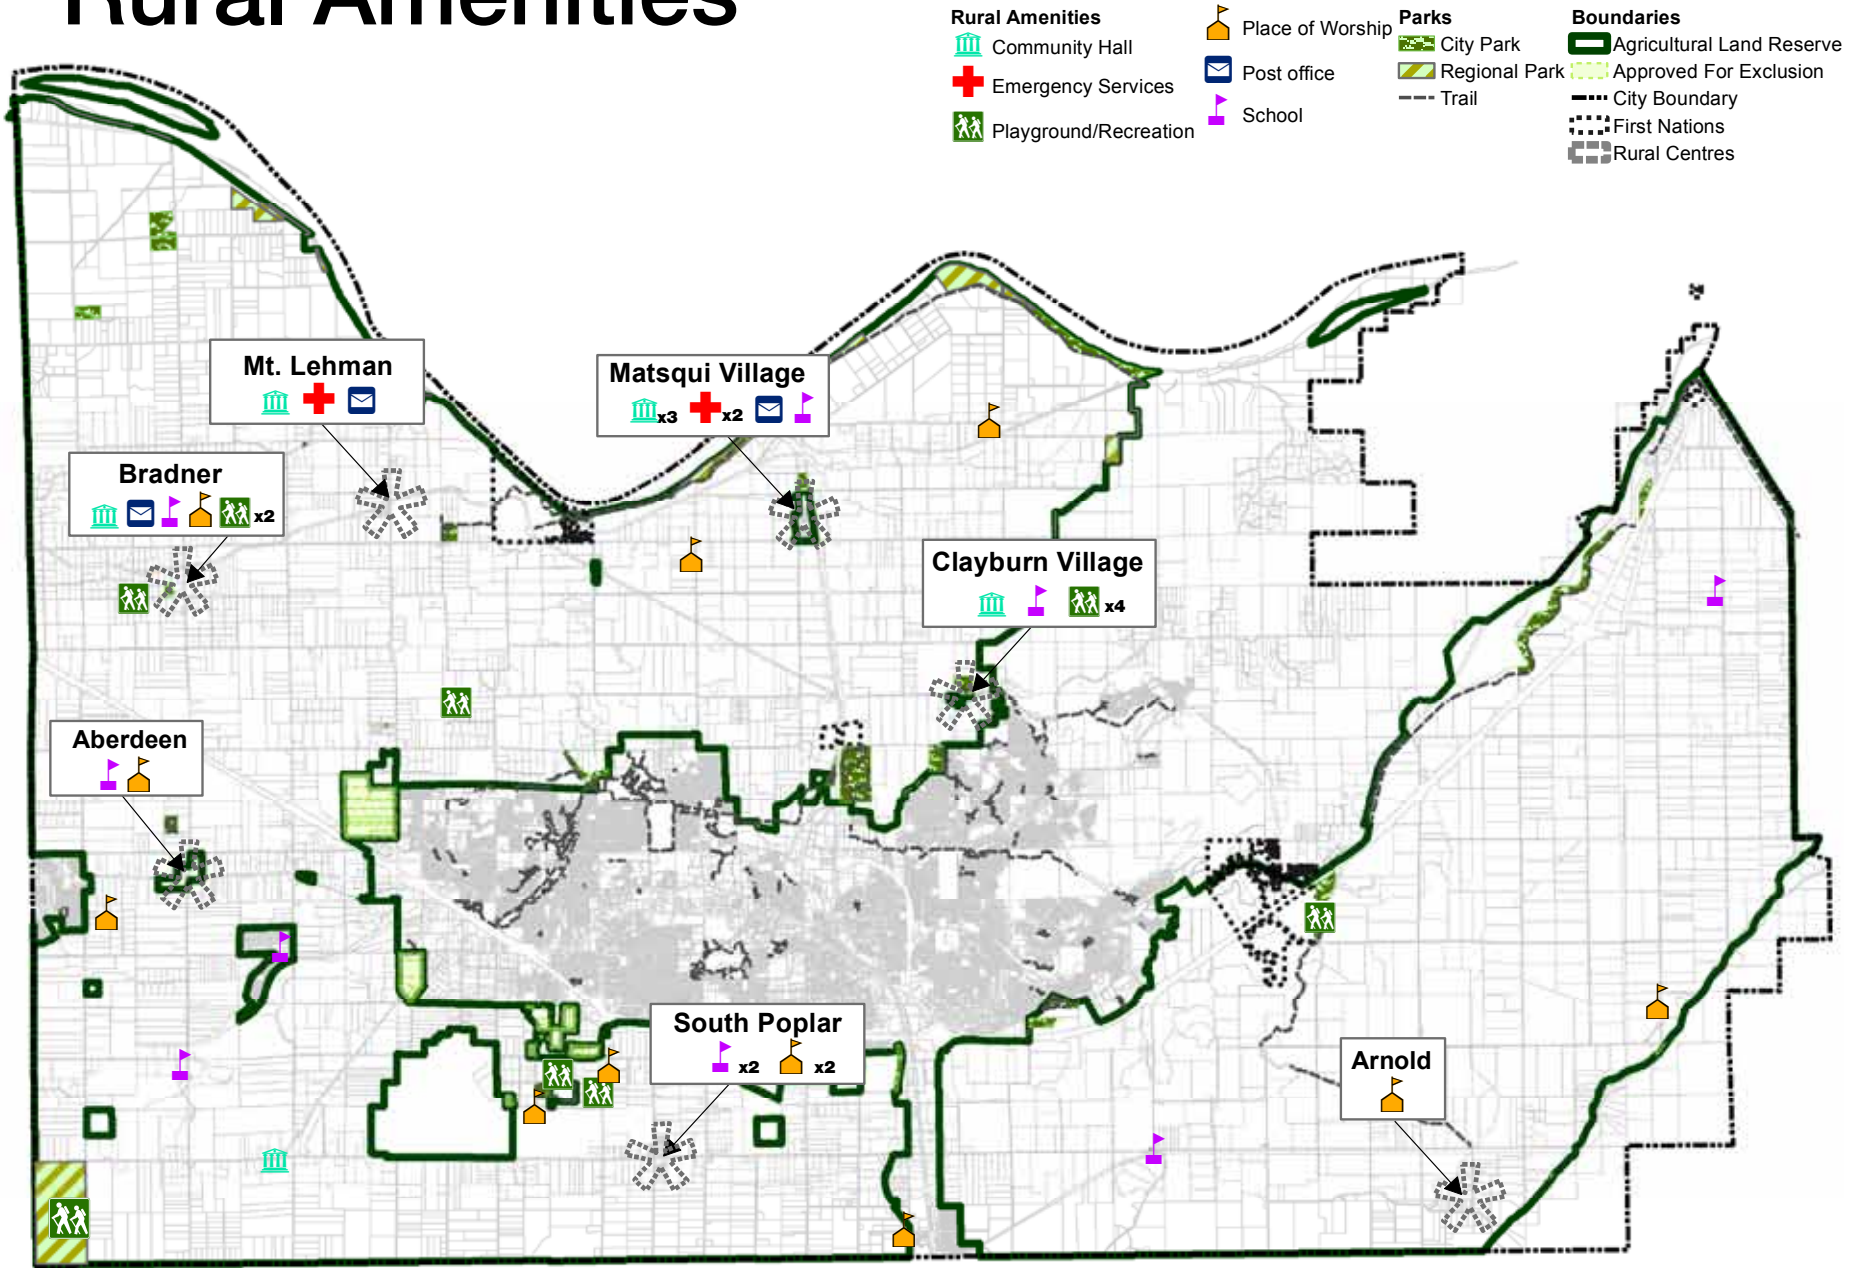 Rural Amenities
Rural Amenities
Community Hall
Emergency Services
Playground/Recreation
Place of Worship
Post office
School
Parks
City Park
Regional Park
Trail
Boundaries
Agricultural Land Reserve
Approved For Exclusion
City Boundary
First Nations
Rural Centres
Mt. Lehman
Matsqui Village
x3 x2
Bradner
x2
Clayburn Village
x4
Aberdeen
South Poplar
x2 x2
Arnold